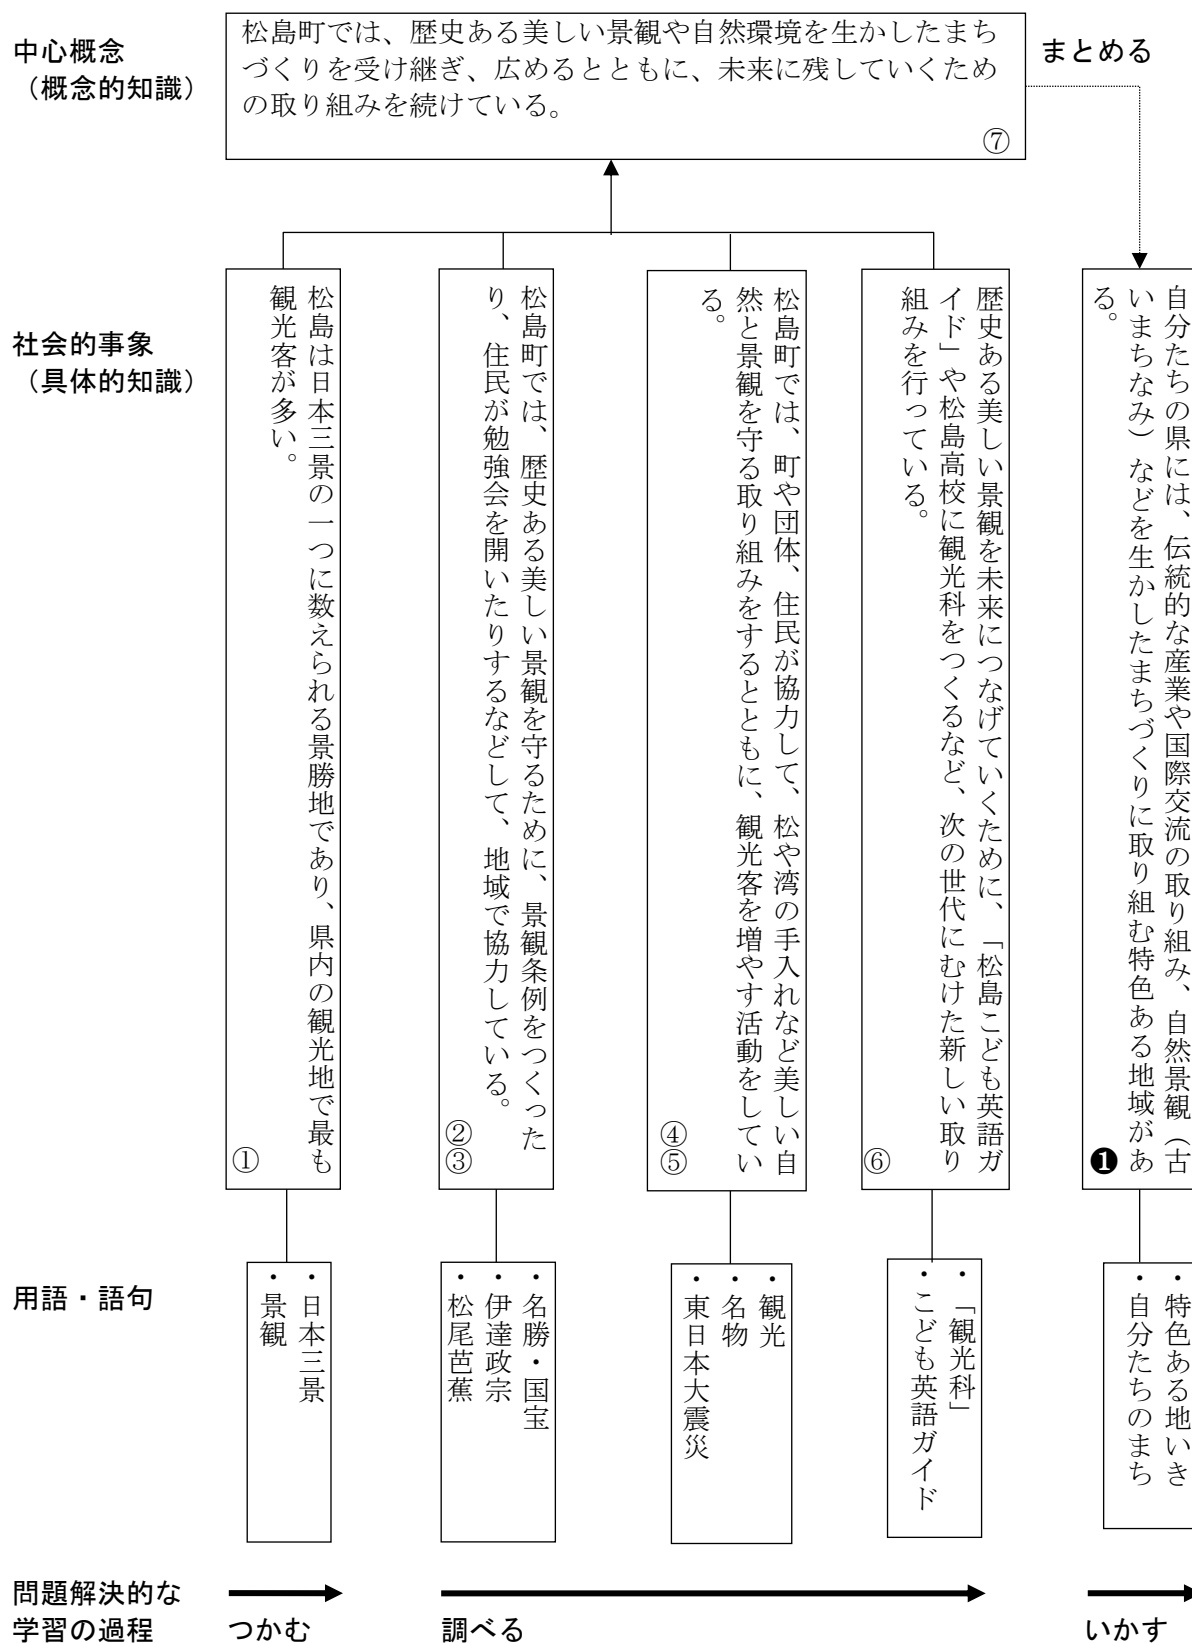 中心概念
（概念的知識）
松島町では、歴史ある美しい景観や自然環境を生かしたまち
づくりを受け継ぎ、広めるとともに、未来に残していくため
の取り組みを続けている。
⑦
まとめる
社会的事象
（具体的知識）
松島は日本三景の一つに数えられる景勝地であり、県内の観光地で最も
観光客が多い。
①
松島町では、歴史ある美しい景観を守るために、景観条例をつくった
り、住民が勉強会を開いたりするなどして、地域で協力している。
②
③
松島町では、町や団体、住民が協力して、松や湾の手入れなど美しい自
然と景観を守る取り組みをするとともに、観光客を増やす活動をしてい
る。
④
⑤
歴史ある美しい景観を未来につなげていくために、「松島こども英語ガ
イド」や松島高校に観光科をつくるなど、次の世代にむけた新しい取り
組みを行っている。
⑥
自分たちの県には、伝統的な産業や国際交流の取り組み、自然景観（古
いまちなみ）などを生かしたまちづくりに取り組む特色ある地域があ
る。
❶
用語・語句
・日本三景
・景観
・名勝・国宝
・伊達政宗
・松尾芭蕉
・観光
・名物
・東日本大震災
・「観光科」
・こども英語ガイド
・特色ある地いき
・自分たちのまち
問題解決的な
学習の過程
つかむ
調べる
いかす